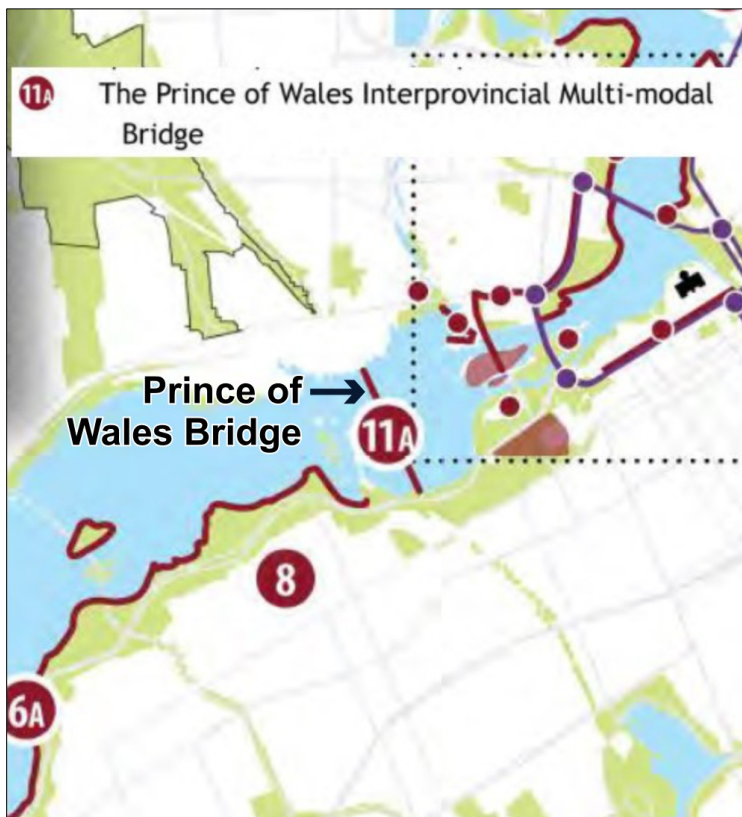 11A The Prince of Wales Interprovincial Multi-modal
Bridge
Prince of
Wales Bridge
11A
8
6A